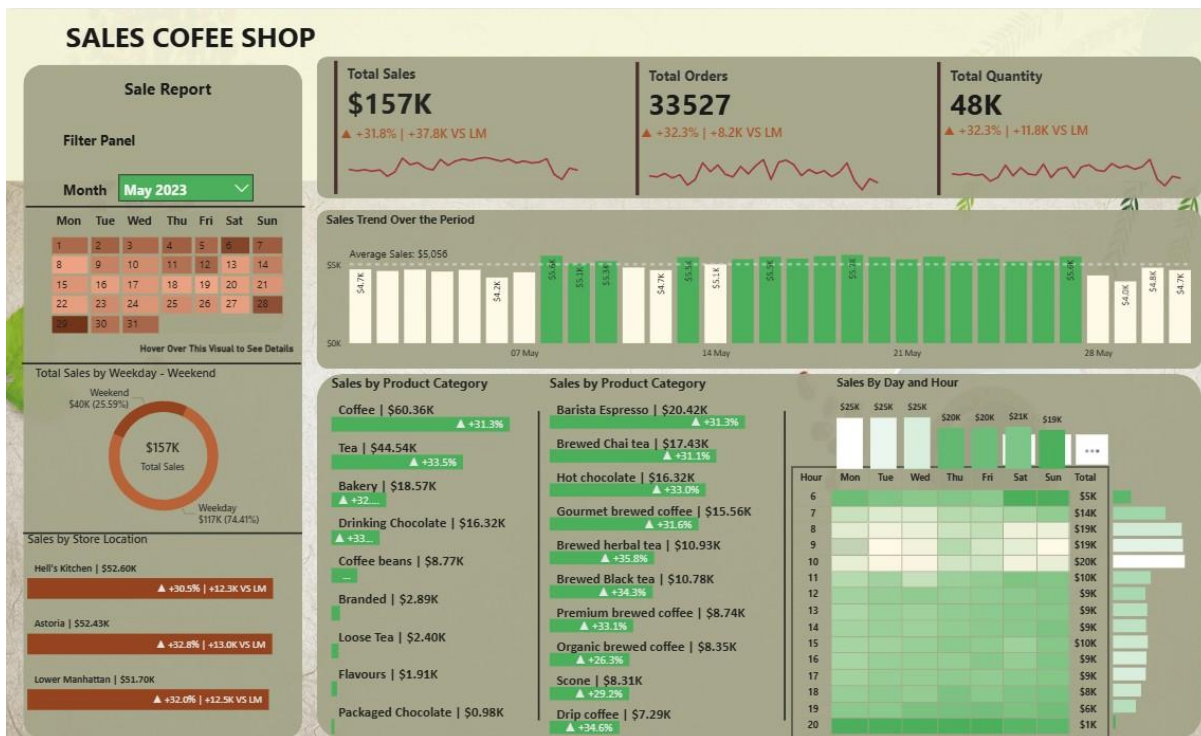 SALES COFEE SHOP
Sale Report
Filter Panel
Month May 2023
Mon Tue Wed Thu Fri Sat Sun
1 2 3 4 5 6 7
8 9 10 11 12 13 14
15 16 17 18 19 20 21
22 23 24 25 26 27 28
29 30 31
Hover Over This Visual to See Details
Total Sales by Weekday - Weekend
Weekend
$40K (25.59%)
$157K
Total Sales
Weekday
$117K (74.41%)
Sales by Store Location
Hell's Kitchen | $52.60K
▲ +30.5% | +12.3K VS LM
Astoria | $52.43K
▲ +32.8% | +13.0K VS LM
Lower Manhattan | $51.70K
▲ +32.0% | +12.5K VS LM
Total Sales
$157K
▲ +31.8% | +37.8K VS LM
Total Orders
33527
▲ +32.3% | +8.2K VS LM
Total Quantity
48K
▲ +32.3% | +11.8K VS LM
Sales Trend Over the Period
Average Sales: $5,056
$5K
$0K
$4.7K $4.2K $5.6K $5.1K $5.3K $4.7K $5.5K $5.1K $5.5K $5.7K $5.6K $4.0K $4.8K $4.7K
07 May 14 May 21 May 28 May
Sales by Product Category
Coffee | $60.36K
▲ +31.3%
Tea | $44.54K
▲ +33.5%
Bakery | $18.57K
▲ +32....
Drinking Chocolate | $16.32K
▲ +33...
Coffee beans | $8.77K
...
Branded | $2.89K
Loose Tea | $2.40K
Flavours | $1.91K
Packaged Chocolate | $0.98K
Sales by Product Category
Barista Espresso | $20.42K
▲ +31.3%
Brewed Chai tea | $17.43K
▲ +31.1%
Hot chocolate | $16.32K
▲ +33.0%
Gourmet brewed coffee | $15.56K
▲ +31.6%
Brewed herbal tea | $10.93K
▲ +35.8%
Brewed Black tea | $10.78K
▲ +34.3%
Premium brewed coffee | $8.74K
▲ +33.1%
Organic brewed coffee | $8.35K
▲ +26.3%
Scone | $8.31K
▲ +29.2%
Drip coffee | $7.29K
▲ +34.6%
Sales By Day and Hour
$25K $25K $25K $20K $20K $21K $19K
Hour Mon Tue Wed Thu Fri Sat Sun Total
6 $5K
7 $14K
8 $19K
9 $19K
10 $20K
11 $10K
12 $9K
13 $9K
14 $9K
15 $10K
16 $9K
17 $9K
18 $8K
19 $6K
20 $1K